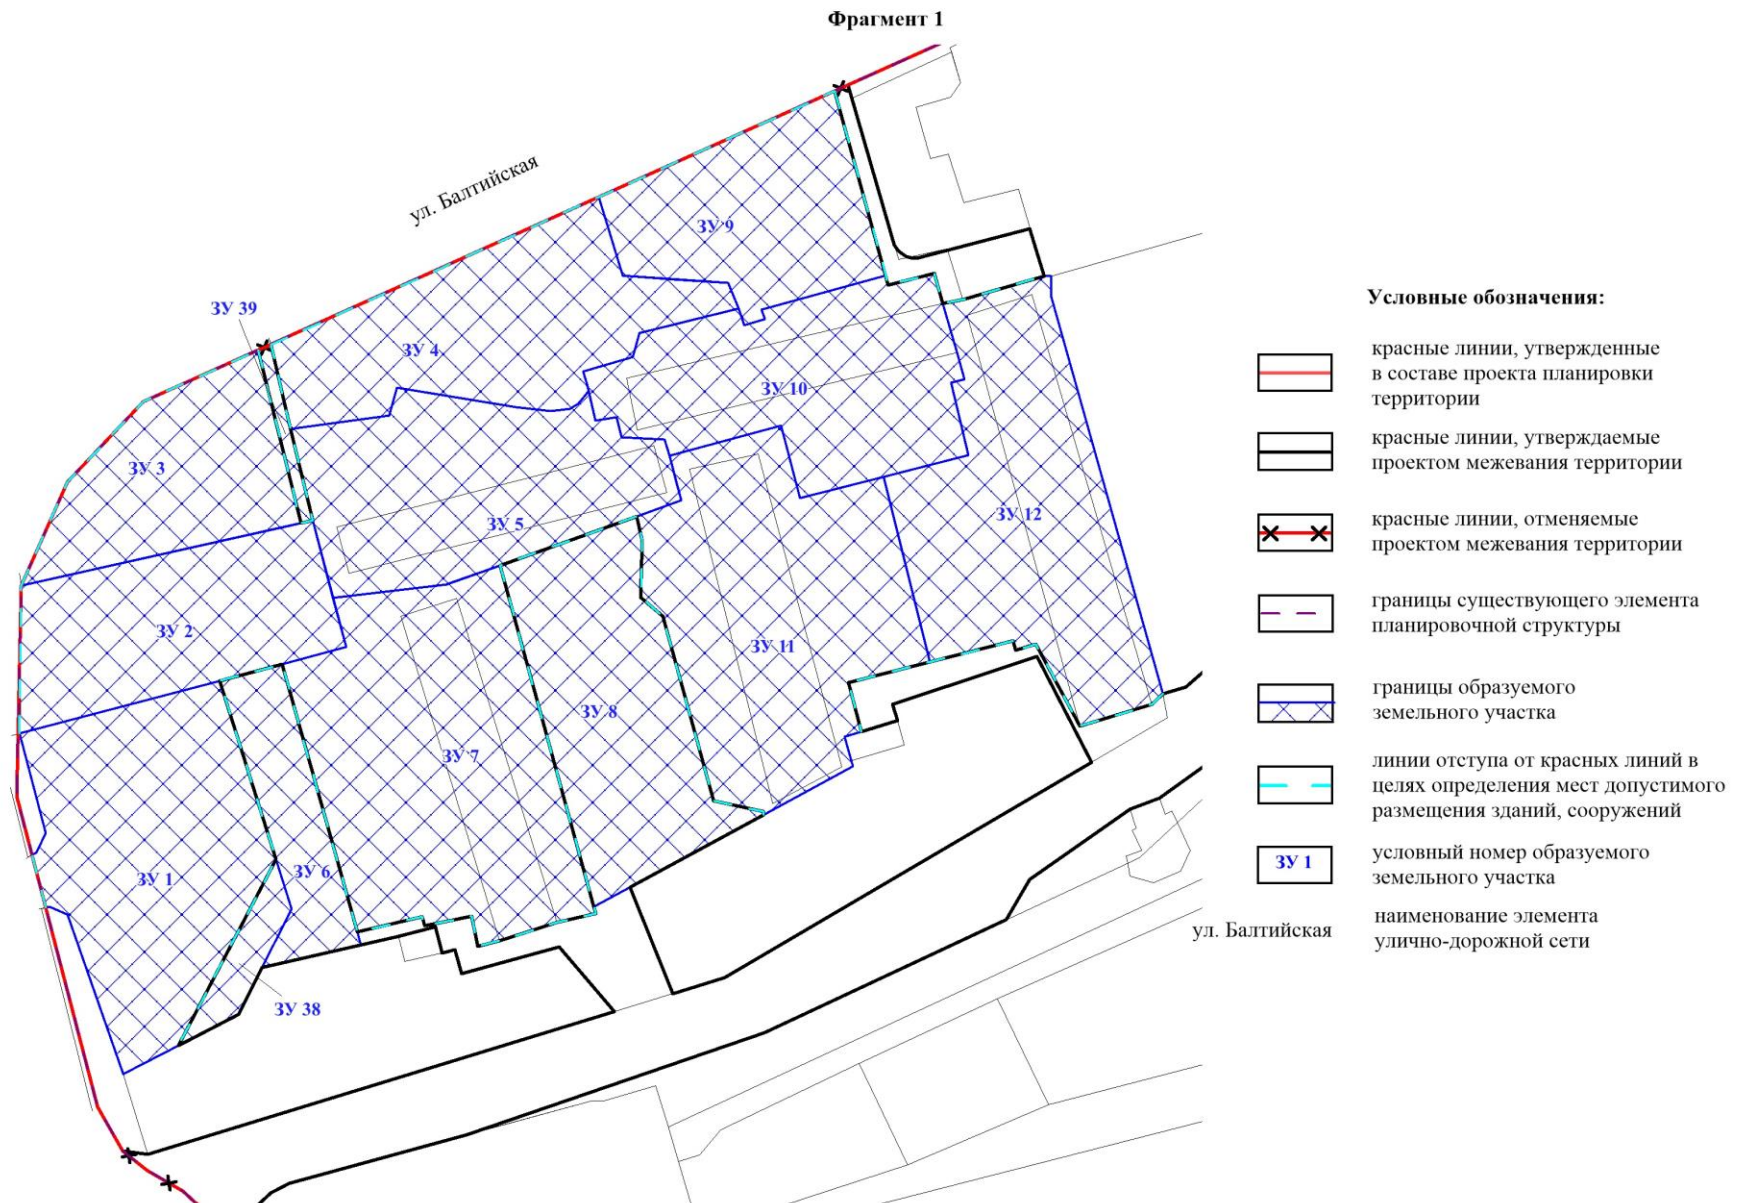 Фрагмент 1
ул. Балтийская
ЗУ 9
ЗУ 39
ЗУ 4
ЗУ 10
ЗУ 3
ЗУ 5
ЗУ 12
ЗУ 2
ЗУ 11
ЗУ 8
ЗУ 7
ЗУ 1
ЗУ 6
ЗУ 38
Условные обозначения:
красные линии, утвержденные
в составе проекта планировки
территории
красные линии, утверждаемые
проектом межевания территории
красные линии, отменяемые
проектом межевания территории
границы существующего элемента
планировочной структуры
границы образуемого
земельного участка
линии отступа от красных линий в
целях определения мест допустимого
размещения зданий, сооружений
ЗУ 1
условный номер образуемого
земельного участка
ул. Балтийская
наименование элемента
улично-дорожной сети